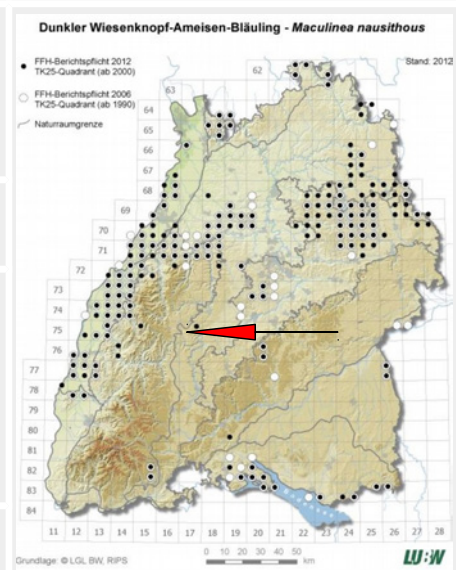 Dunkler Wiesenknopf-Ameisen-Bläuling - Maculinea nausithous
FFH-Berichtspflicht 2012
TK25-Quadrant (ab 2000)
FFH-Berichtspflicht 2006
TK25-Quadrant (ab 1990)
Naturraumgrenze
Stand: 2012
62
63
64
65
66
67
68
69
70
71
72
73
74
75
76
77
78
79
80
81
82
83
84
11 12 13 14 15 16 17 18 19 20 21 22 23 24 25 26 27 28
Grundlage: © LGL BW, RIPS
0 10 20 30 40 50
km
LUBW